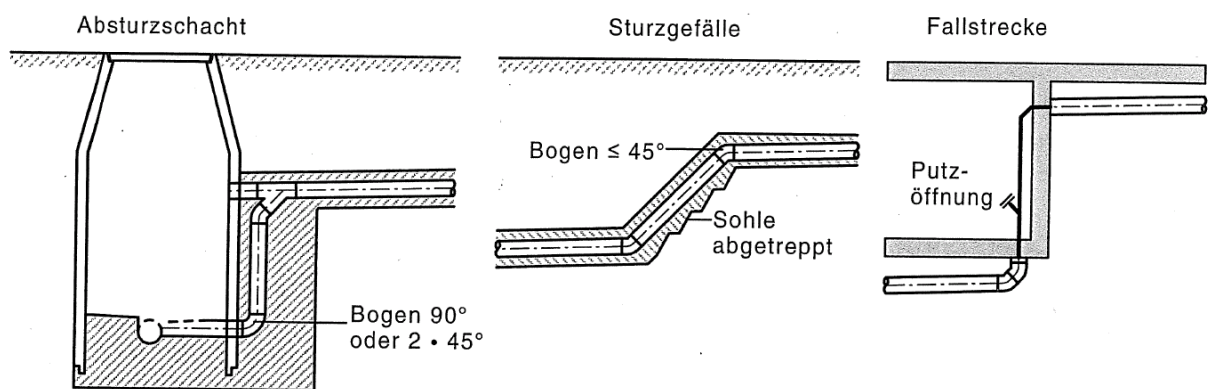 Absturzschacht
Sturzgefälle
Fallstrecke
Bogen ≤ 45°
Putz-
öffnung
Sohle
abgetreppt
Bogen 90°
oder 2 • 45°